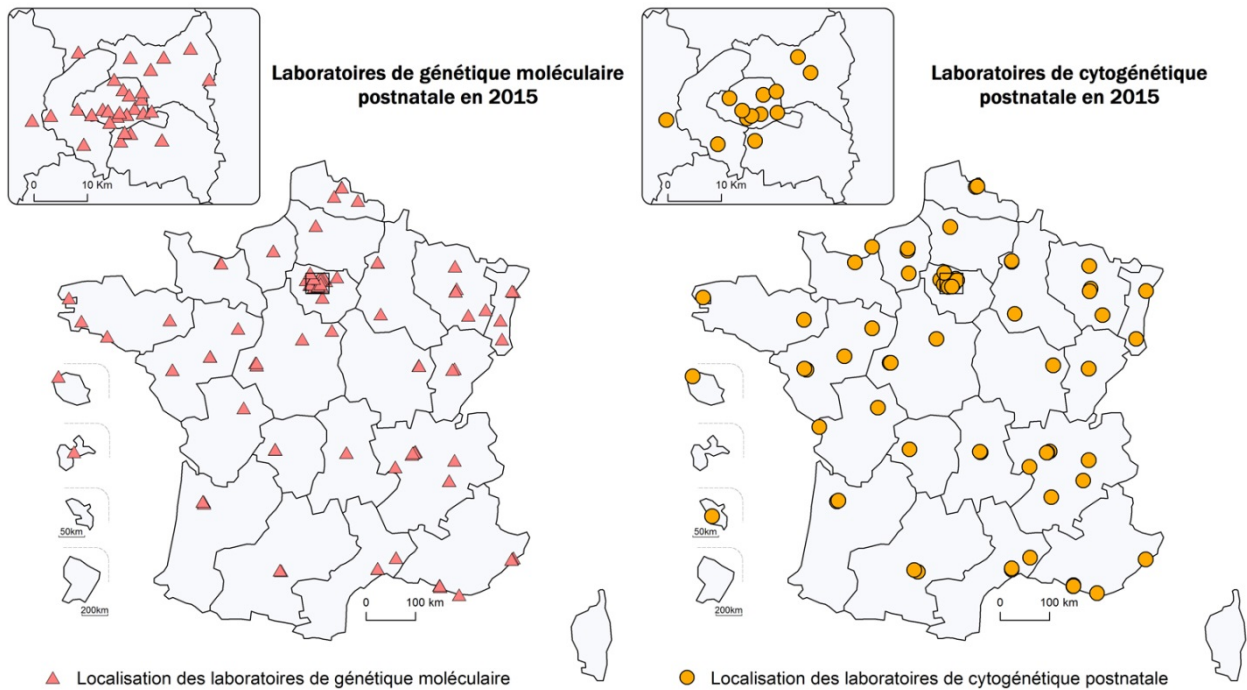 Laboratoires de génétique moléculaire
postnatale en 2015
0 10 Km
50km
200km
0 100 km
Localisation des laboratoires de génétique moléculaire
Laboratoires de cytogénétique
postnatale en 2015
0 10 Km
50km
200km
0 100 km
Localisation des laboratoires de cytogénétique postnatale